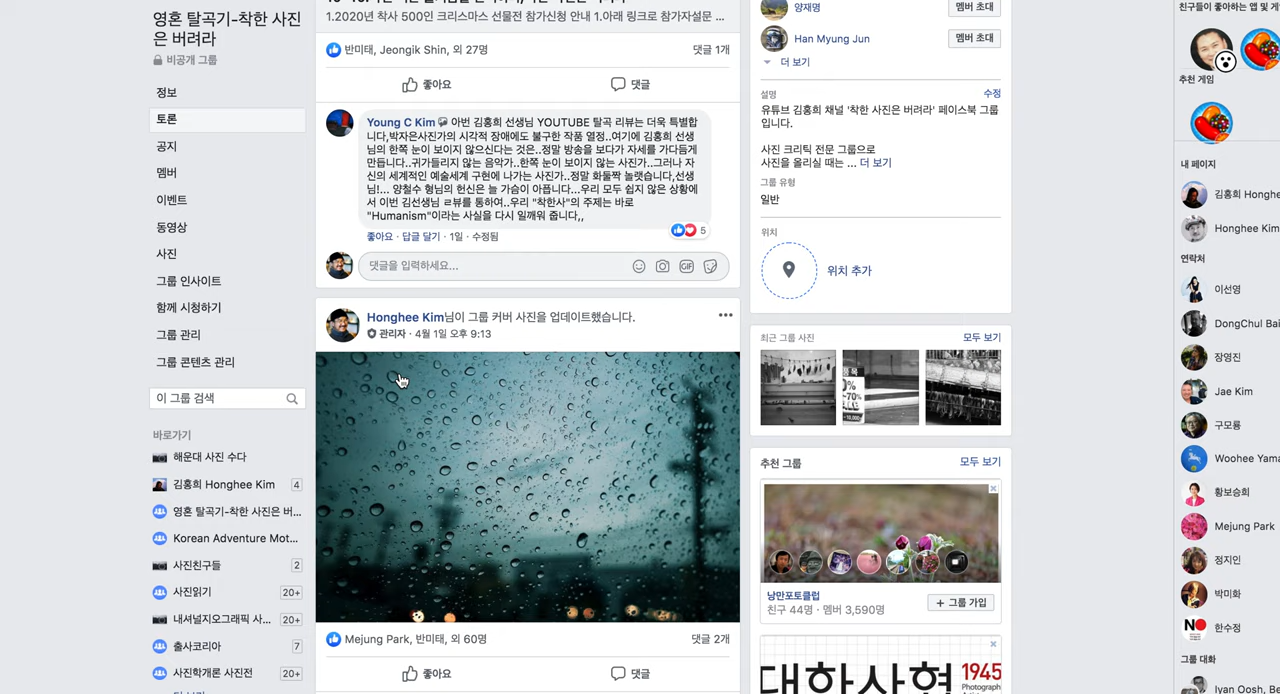 영혼 탈곡기-착한 사진
은 버려라
비공개 그룹
정보
토론
공지
멤버
이벤트
동영상
사진
그룹 인사이트
함께 시청하기
그룹 관리
그룹 콘텐츠 관리
이 그룹 검색
바로가기
해운대 사진 수다
김홍희 Honghee Kim 4
영혼 탈곡기-착한 사진은 버...
Korean Adventure Mot...
사진친구들 2
사진읽기 20+
내셔널지오그래픽 사... 20+
출사코리아 7
사진학개론 사진전 20+
1.2020년 착사 500인 크리스마스 선물전 참가신청 안내 1.아래 링크로 참가자설문 ...
반미태, Jeongik Shin, 외 27명 댓글 1개
좋아요 댓글
Young C Kim 아번 김홍희 선생님 YOUTUBE 탈곡 리뷰는 더욱 특별합
니다,박자은사진가의 시각적 장애에도 불구한 작품 열정..여기에 김홍희 선생
님의 한쪽 눈이 보이지 않으신다는 것은..정말 방송을 보다가 자세를 가다듬게
만듭니다..귀가들리지 않는 음악가..한쪽 눈이 보이지 않는 사진가..그러나 자
신의 세계적인 예술세계 구현에 나가는 사진가..정말 화들짝 놀랫습니다,선생
님!... 양철수 형님의 헌신은 늘 가슴이 아픕니다...우리 모두 쉽지 않은 상황에
서 이번 김선생님 ㄹ뷰를 통하여..우리 "착한사"의 주제는 바로
"Humanism"이라는 사실을 다시 일깨워 줍니다,,
5
좋아요 · 답글 달기 · 1일 · 수정됨
댓글을 입력하세요...
GIF
Honghee Kim님이 그룹 커버 사진을 업데이트했습니다.
관리자 · 4월 1일 오후 9:13
Mejung Park, 반미태, 외 60명 댓글 2개
좋아요 댓글
양재명 멤버 초대
Han Myung Jun 멤버 초대
더 보기
설명 수정
유튜브 김홍희 채널 '착한 사진은 버려라' 페이스북 그룹
입니다.
사진 크리틱 전문 그룹으로
사진을 올리실 때는 ... 더 보기
그룹 유형
일반
위치
위치 추가
최근 그룹 사진 모두 보기
추천 그룹 모두 보기
낭만포토클럽
친구 44명 · 멤버 3,590명
+ 그룹 가입
1945
Photograph
친구들이 좋아하는 앱 및 게
추천 게임
내 페이지
김홍희 Honghe
Honghee Kim
연락처
이선영
DongChul Bai
장영진
Jae Kim
구모룡
Woohee Yama
황보승희
Mejung Park
정지인
박미화
한수정
그룹 대화